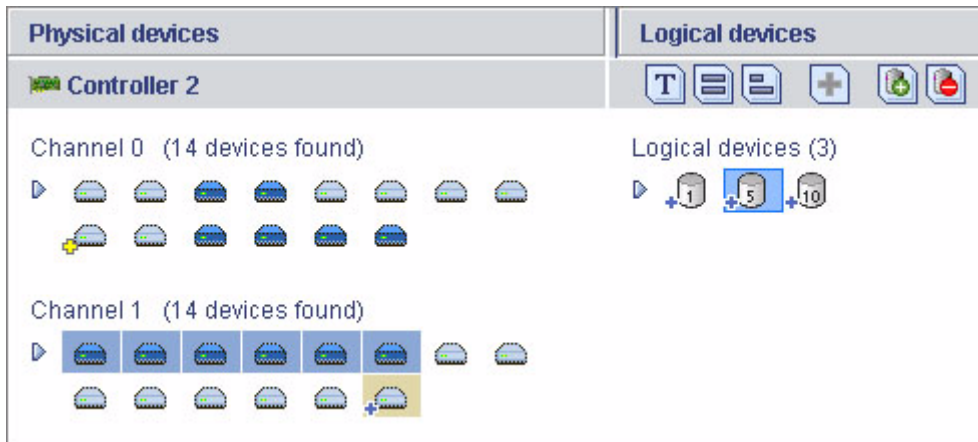 Physical devices
Logical devices
Controller 2
T
Channel 0 (14 devices found)
Logical devices (3)
1
5
10
Channel 1 (14 devices found)